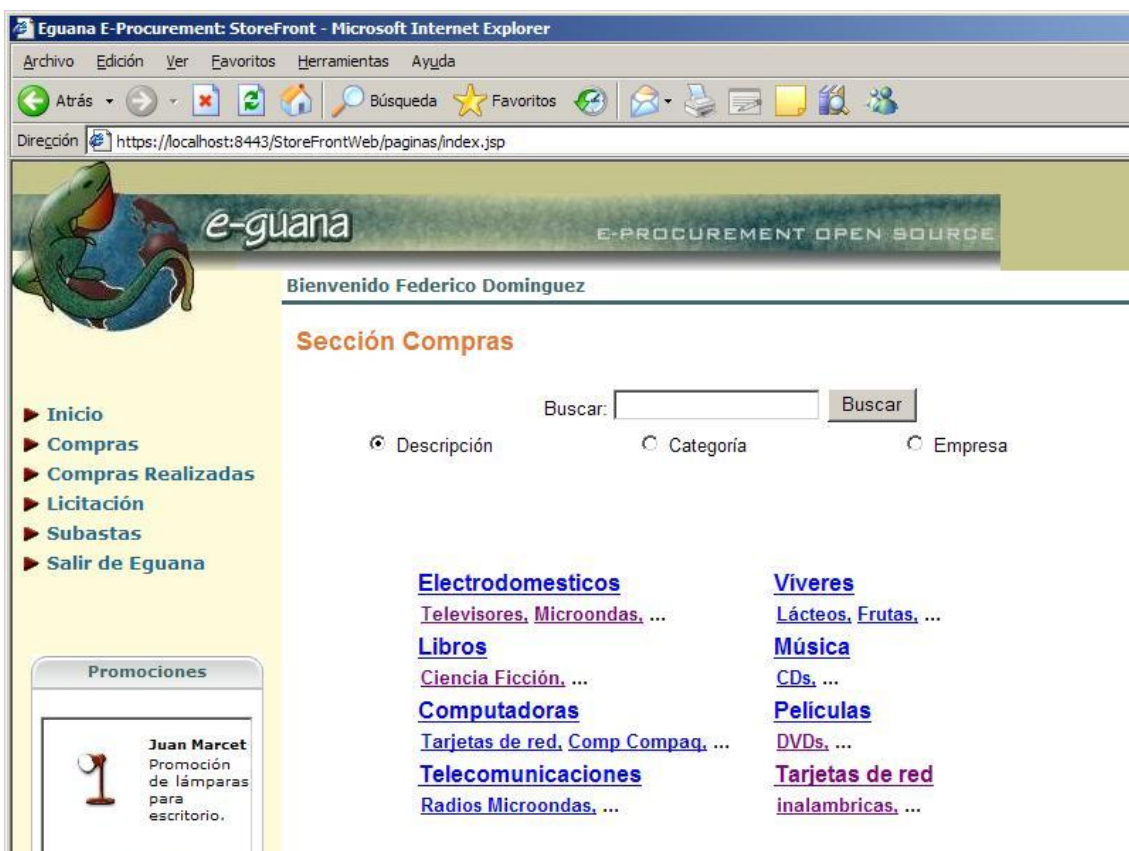 Eguana E-Procurement: StoreFront - Microsoft Internet Explorer
Archivo Edición Ver Favoritos Herramientas Ayuda
Atrás Búsqueda Favoritos
Dirección https://localhost:8443/StoreFrontWeb/paginas/index.jsp
e-guana
E-PROCUREMENT OPEN SOURCE
Bienvenido Federico Dominguez
Sección Compras
Buscar: Buscar
Descripción Categoría Empresa
Inicio
Compras
Compras Realizadas
Licitación
Subastas
Salir de Eguana
Electrodomesticos
Televisores, Microondas, ...
Víveres
Lácteos, Frutas, ...
Libros
Ciencia Ficción, ...
Música
CDs, ...
Computadoras
Tarjetas de red, Comp Compaq, ...
Películas
DVDs, ...
Telecomunicaciones
Radios Microondas, ...
Tarjetas de red
inalambricas, ...
Promociones
Juan Marcet
Promoción
de lámparas
para
escritorio.